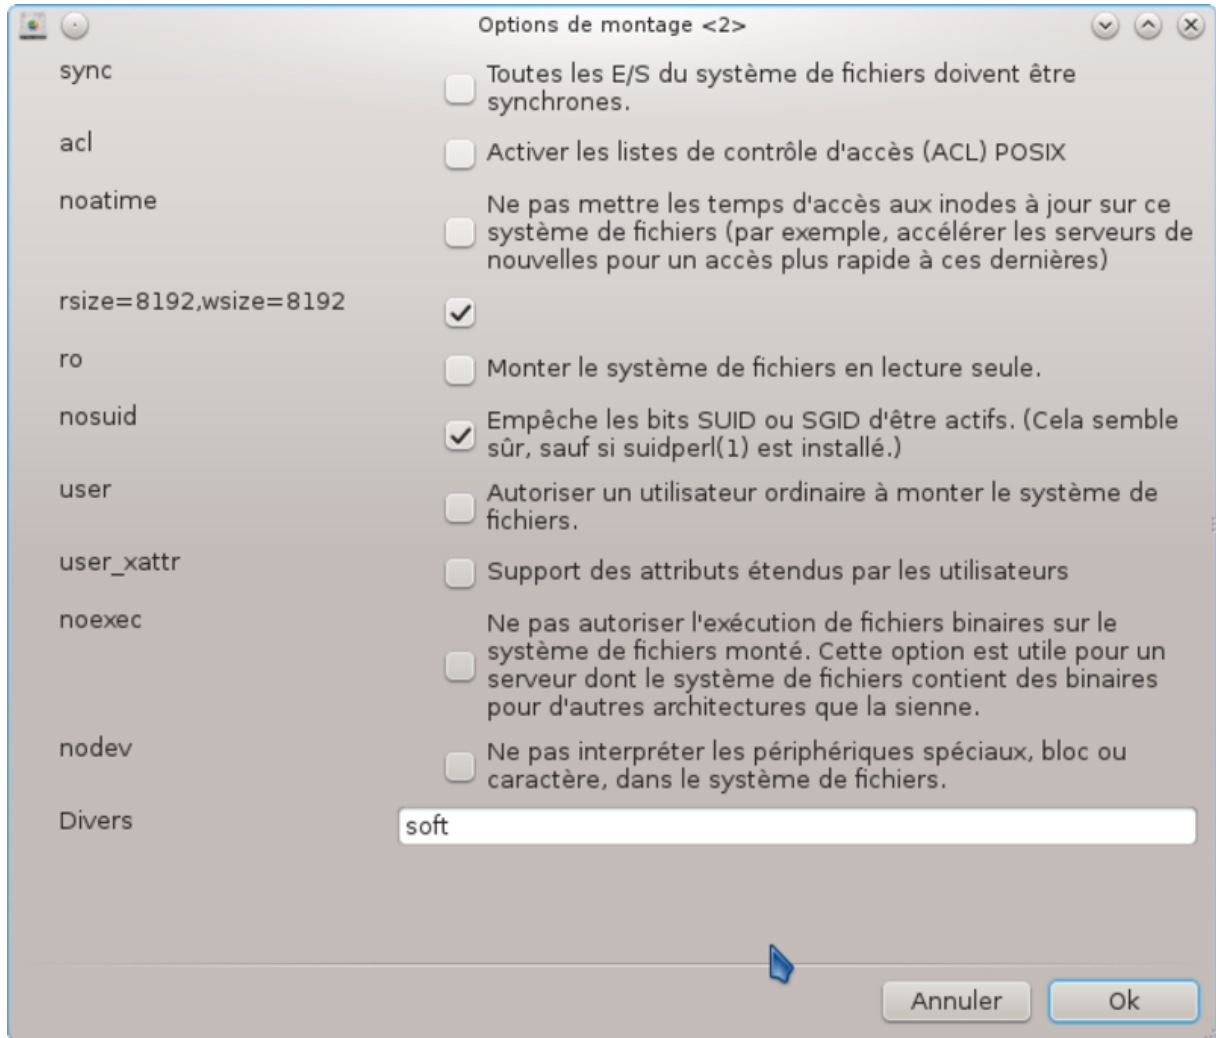 Options de montage <2>
sync
Toutes les E/S du système de fichiers doivent être
synchrones.
acl
Activer les listes de contrôle d'accès (ACL) POSIX
noatime
Ne pas mettre les temps d'accès aux inodes à jour sur ce
système de fichiers (par exemple, accélérer les serveurs de
nouvelles pour un accès plus rapide à ces dernières)
rsize=8192,wsize=8192
ro
Monter le système de fichiers en lecture seule.
nosuid
Empêche les bits SUID ou SGID d'être actifs. (Cela semble
sûr, sauf si suidperl(1) est installé.)
user
Autoriser un utilisateur ordinaire à monter le système de
fichiers.
user_xattr
Support des attributs étendus par les utilisateurs
noexec
Ne pas autoriser l'exécution de fichiers binaires sur le
système de fichiers monté. Cette option est utile pour un
serveur dont le système de fichiers contient des binaires
pour d'autres architectures que la sienne.
nodev
Ne pas interpréter les périphériques spéciaux, bloc ou
caractère, dans le système de fichiers.
Divers
soft
Annuler
Ok